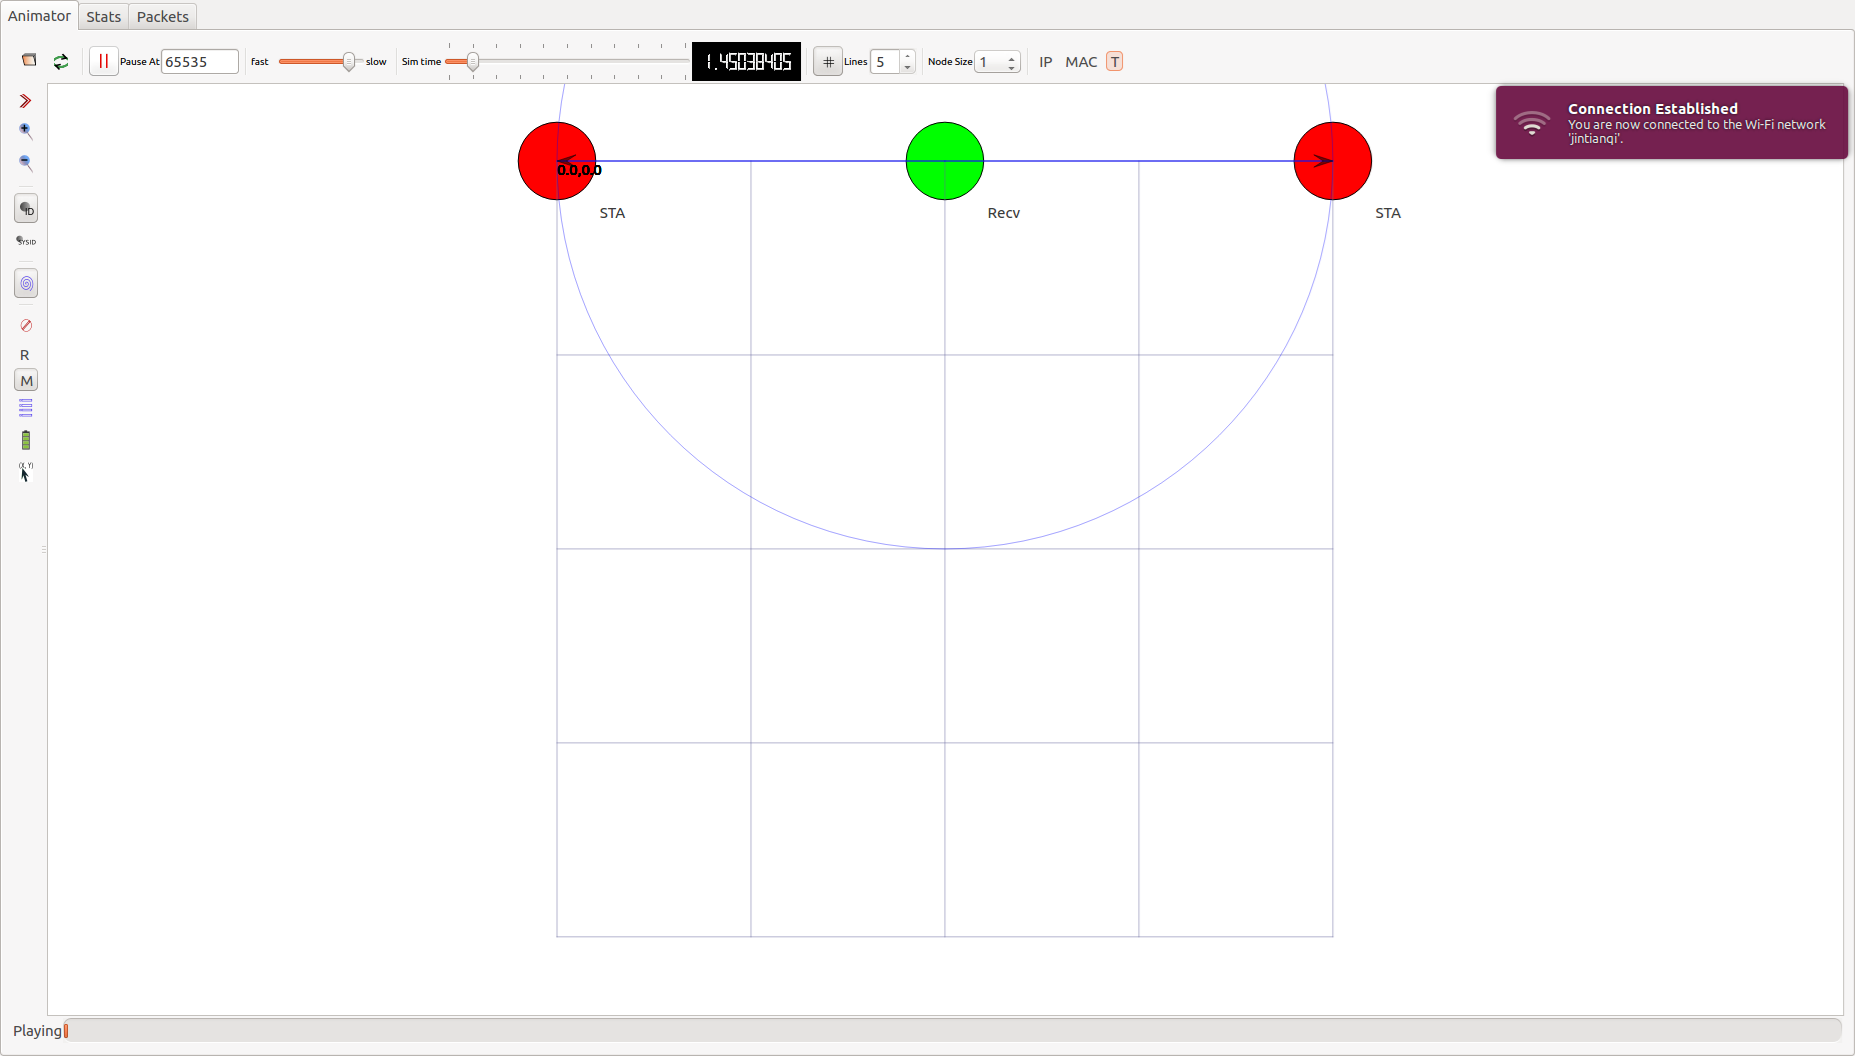 Animator Stats Packets
Pause At 65535 fast slow Sim time 1.45038405 # Lines 5 Node Size 1 IP MAC T
Connection Established
You are now connected to the Wi-Fi network
'jintianqi'.
0.0,0.0
STA Recv STA
ID
SYSID
R
M
(X, Y)
Playing